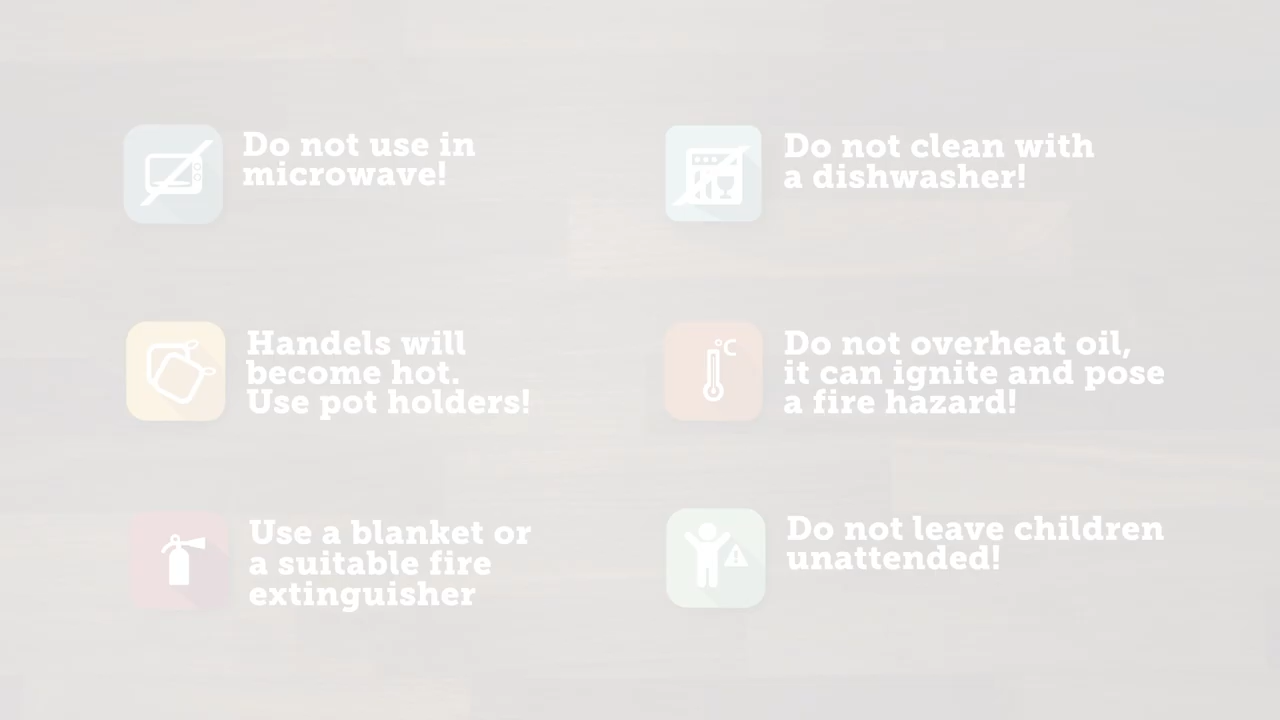 Do not use in
microwave!
Do not clean with
a dishwasher!
Handels will
become hot.
Use pot holders!
°C
Do not overheat oil,
it can ignite and pose
a fire hazard!
Use a blanket or
a suitable fire
extinguisher
Do not leave children
unattended!